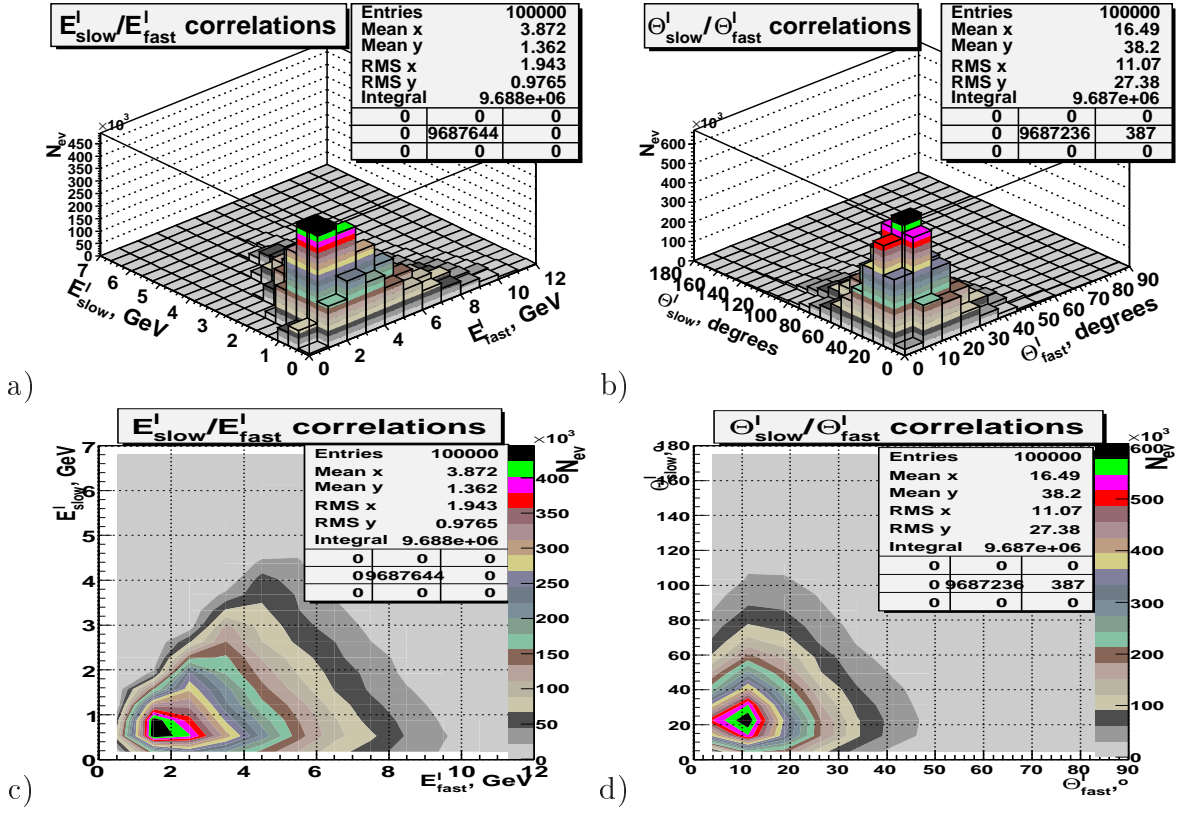 E^l_slow/E^l_fast correlations
Entries 100000
Mean x 3.872
Mean y 1.362
RMS x 1.943
RMS y 0.9765
Integral 9.688e+06
0 0 0
0 9687644 0
0 0 0
×10³
N_ev
450
400
350
300
250
200
150
100
50
0
7
6
5
4
3
2
1
0
E^l_slow, GeV
0
2
4
6
8
10
12
E^l_fast, GeV
a)
Θ^l_slow/Θ^l_fast correlations
Entries 100000
Mean x 16.49
Mean y 38.2
RMS x 11.07
RMS y 27.38
Integral 9.687e+06
0 0 0
0 9687236 387
0 0 0
×10³
N_ev
600
500
400
300
200
100
0
180
160
140
120
100
80
60
40
20
0
Θ^l_slow, degrees
0
10
20
30
40
50
60
70
80
90
Θ^l_fast, degrees
b)
E^l_slow/E^l_fast correlations
Entries 100000
Mean x 3.872
Mean y 1.362
RMS x 1.943
RMS y 0.9765
Integral 9.688e+06
0 0 0
0 9687644 0
0 0 0
E^l_slow, GeV
7
6
5
4
3
2
1
0
0 2 4 6 8 10 12
E^l_fast, GeV
×10³
N_ev
400
350
300
250
200
150
100
50
0
c)
Θ^l_slow/Θ^l_fast correlations
Entries 100000
Mean x 16.49
Mean y 38.2
RMS x 11.07
RMS y 27.38
Integral 9.687e+06
0 0 0
0 9687236 387
0 0 0
Θ^l_slow,°
180
160
140
120
100
80
60
40
20
0
0 10 20 30 40 50 60 70 80 90
Θ^l_fast,°
×10³
N_ev
600
500
400
300
200
100
0
d)